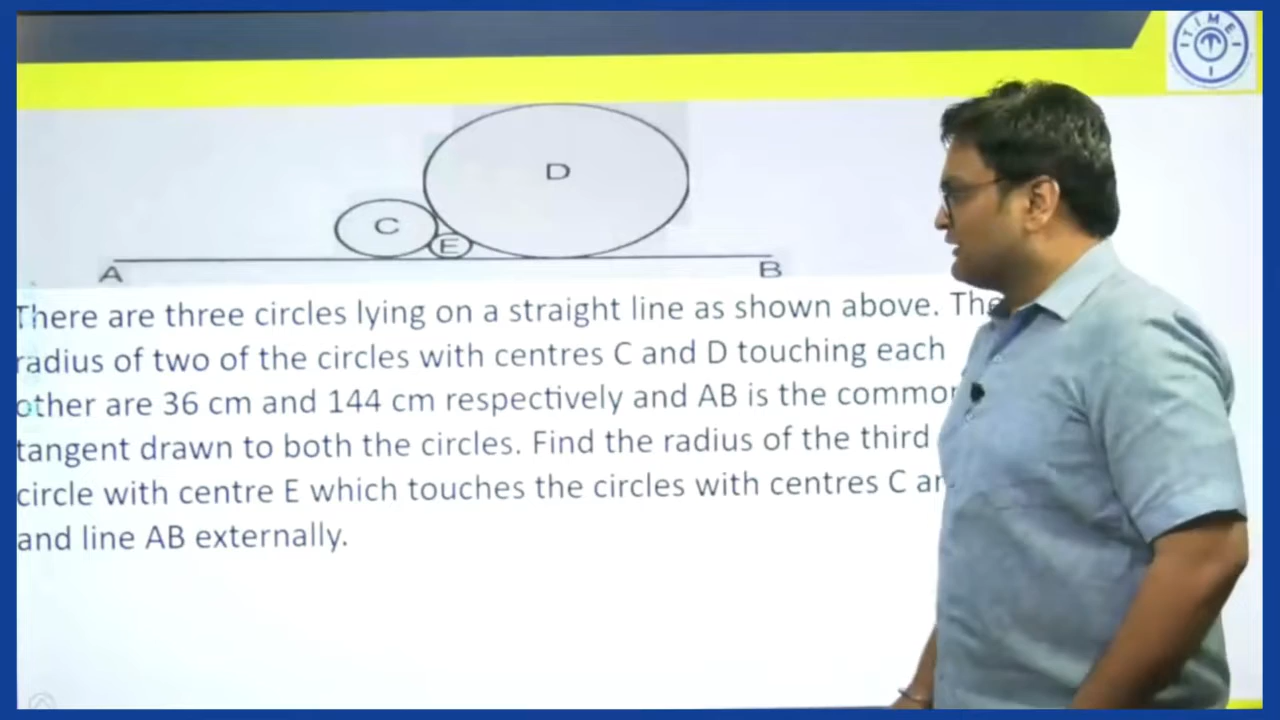 TIME
D
C
E
A
B
There are three circles lying on a straight line as shown above. The
radius of two of the circles with centres C and D touching each
other are 36 cm and 144 cm respectively and AB is the common
tangent drawn to both the circles. Find the radius of the third
circle with centre E which touches the circles with centres C
and line AB externally.